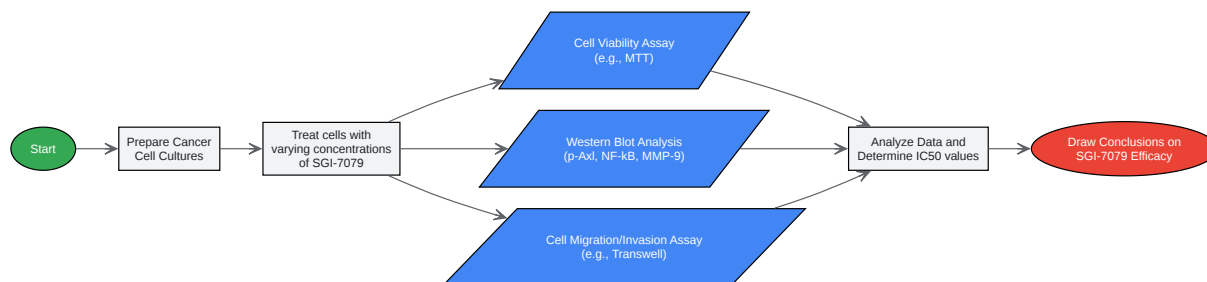 Start
Prepare Cancer
Cell Cultures
Treat cells with
varying concentrations
of SGI-7079
Cell Viability Assay
(e.g., MTT)
Western Blot Analysis
(p-Axl, NF-kB, MMP-9)
Cell Migration/Invasion Assay
(e.g., Transwell)
Analyze Data and
Determine IC50 values
Draw Conclusions on
SGI-7079 Efficacy